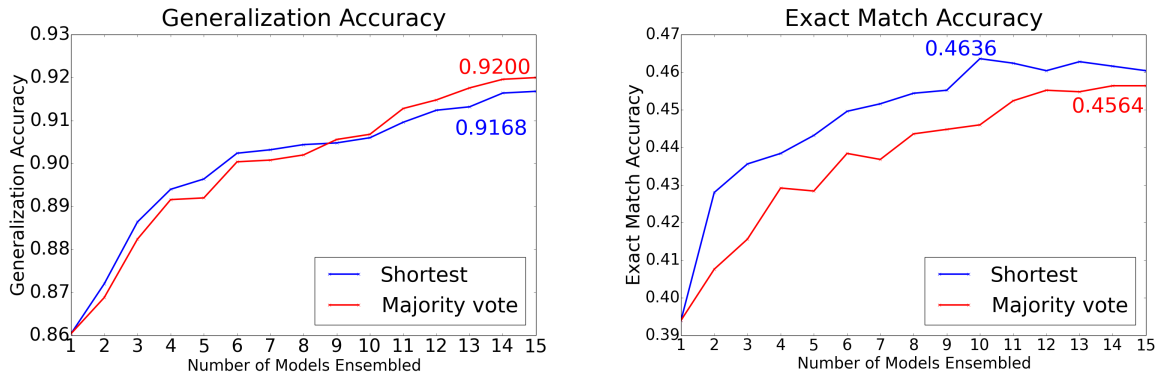 Generalization Accuracy
0.93
0.92
0.91
0.90
0.89
0.88
0.87
0.86
Generalization Accuracy
0.9200
0.9168
Shortest
Majority vote
1 2 3 4 5 6 7 8 9 10 11 12 13 14 15
Number of Models Ensembled
Exact Match Accuracy
0.47
0.46
0.45
0.44
0.43
0.42
0.41
0.40
0.39
Exact Match Accuracy
0.4636
0.4564
Shortest
Majority vote
1 2 3 4 5 6 7 8 9 10 11 12 13 14 15
Number of Models Ensembled